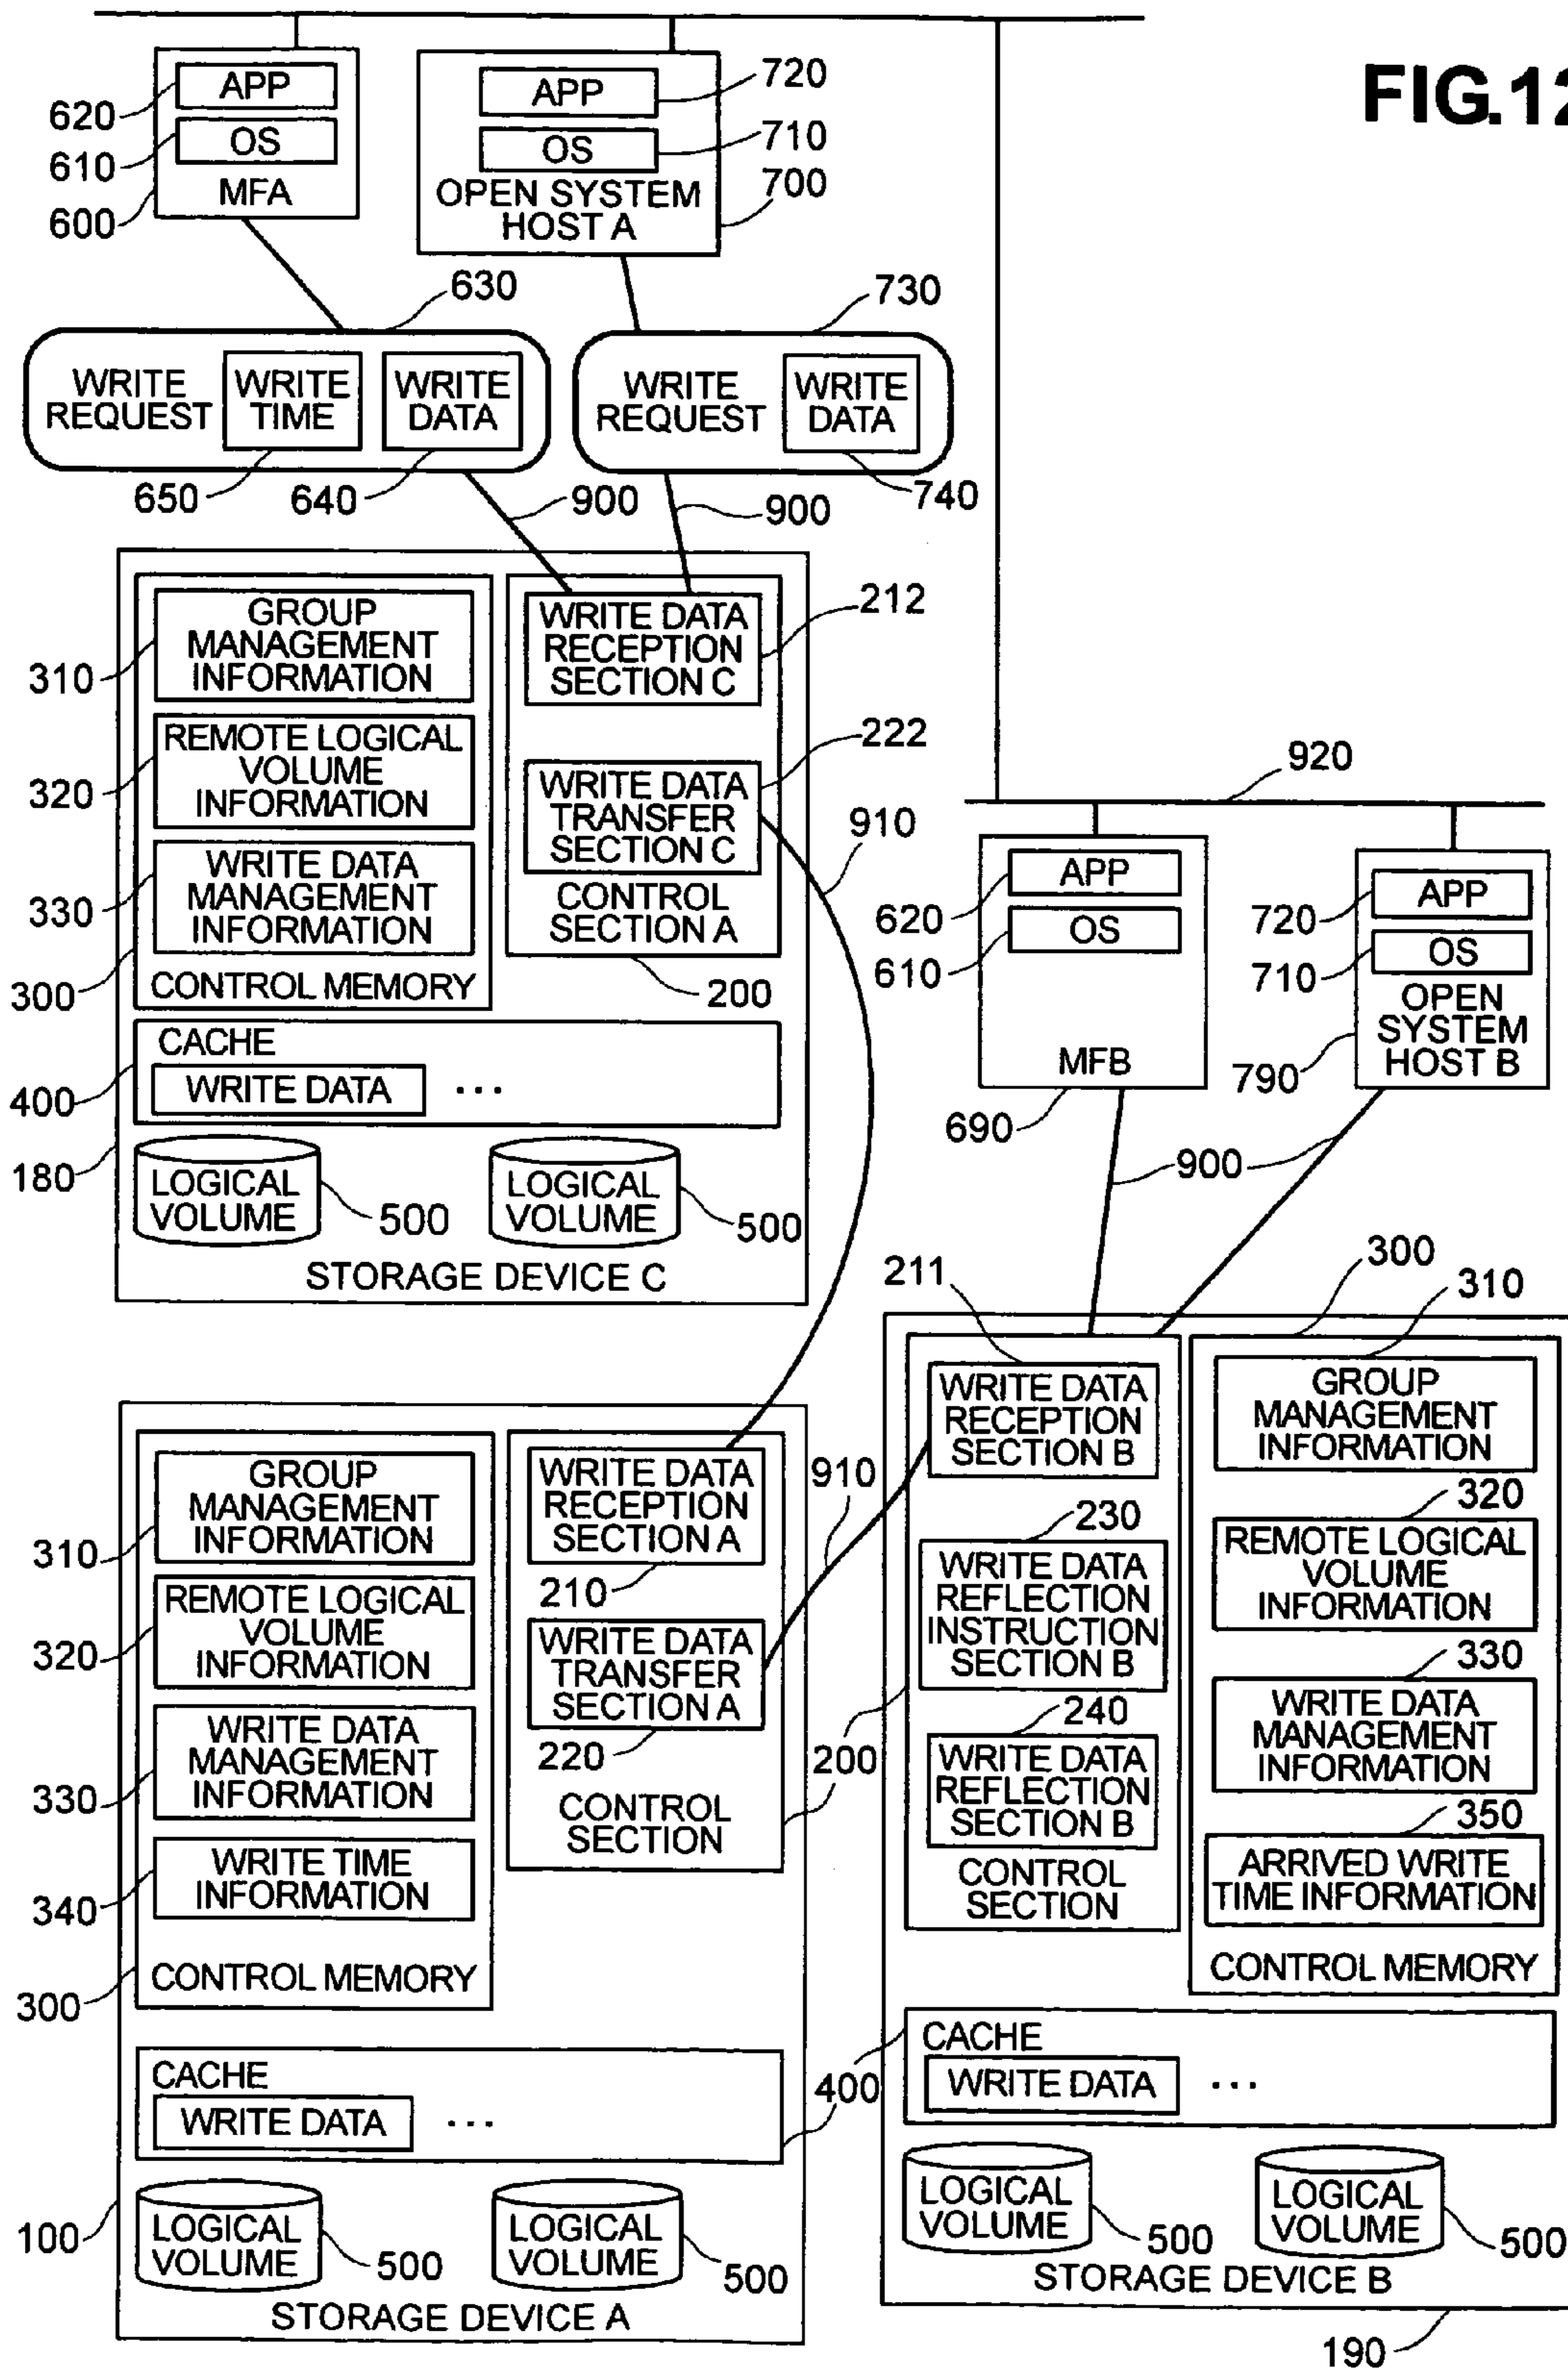 FIG.12
APP
620
OS
610
MFA
600
APP
720
OS
710
OPEN SYSTEM
HOST A
700
630
WRITE
REQUEST
WRITE
TIME
WRITE
DATA
650
640
900
730
WRITE
REQUEST
WRITE
DATA
740
900
GROUP
MANAGEMENT
INFORMATION
310
REMOTE LOGICAL
VOLUME
INFORMATION
320
WRITE DATA
MANAGEMENT
INFORMATION
330
CONTROL MEMORY
300
WRITE DATA
RECEPTION
SECTION C
212
WRITE DATA
TRANSFER
SECTION C
222
CONTROL
SECTION A
200
910
CACHE
WRITE DATA
...
400
180
LOGICAL
VOLUME
500
LOGICAL
VOLUME
500
STORAGE DEVICE C
920
APP
620
OS
610
MFB
690
APP
720
OS
710
OPEN
SYSTEM
HOST B
790
900
GROUP
MANAGEMENT
INFORMATION
310
REMOTE LOGICAL
VOLUME
INFORMATION
320
WRITE DATA
MANAGEMENT
INFORMATION
330
WRITE TIME
INFORMATION
340
CONTROL MEMORY
300
WRITE DATA
RECEPTION
SECTION A
210
WRITE DATA
TRANSFER
SECTION A
220
CONTROL
SECTION
200
910
CACHE
WRITE DATA
...
400
100
LOGICAL
VOLUME
500
LOGICAL
VOLUME
500
STORAGE DEVICE A
211
WRITE DATA
RECEPTION
SECTION B
230
WRITE DATA
REFLECTION
INSTRUCTION
SECTION B
240
WRITE DATA
REFLECTION
SECTION B
CONTROL
SECTION
300
310
GROUP
MANAGEMENT
INFORMATION
320
REMOTE LOGICAL
VOLUME
INFORMATION
330
WRITE DATA
MANAGEMENT
INFORMATION
350
ARRIVED WRITE
TIME INFORMATION
CONTROL MEMORY
CACHE
WRITE DATA
...
LOGICAL
VOLUME
500
LOGICAL
VOLUME
500
STORAGE DEVICE B
190